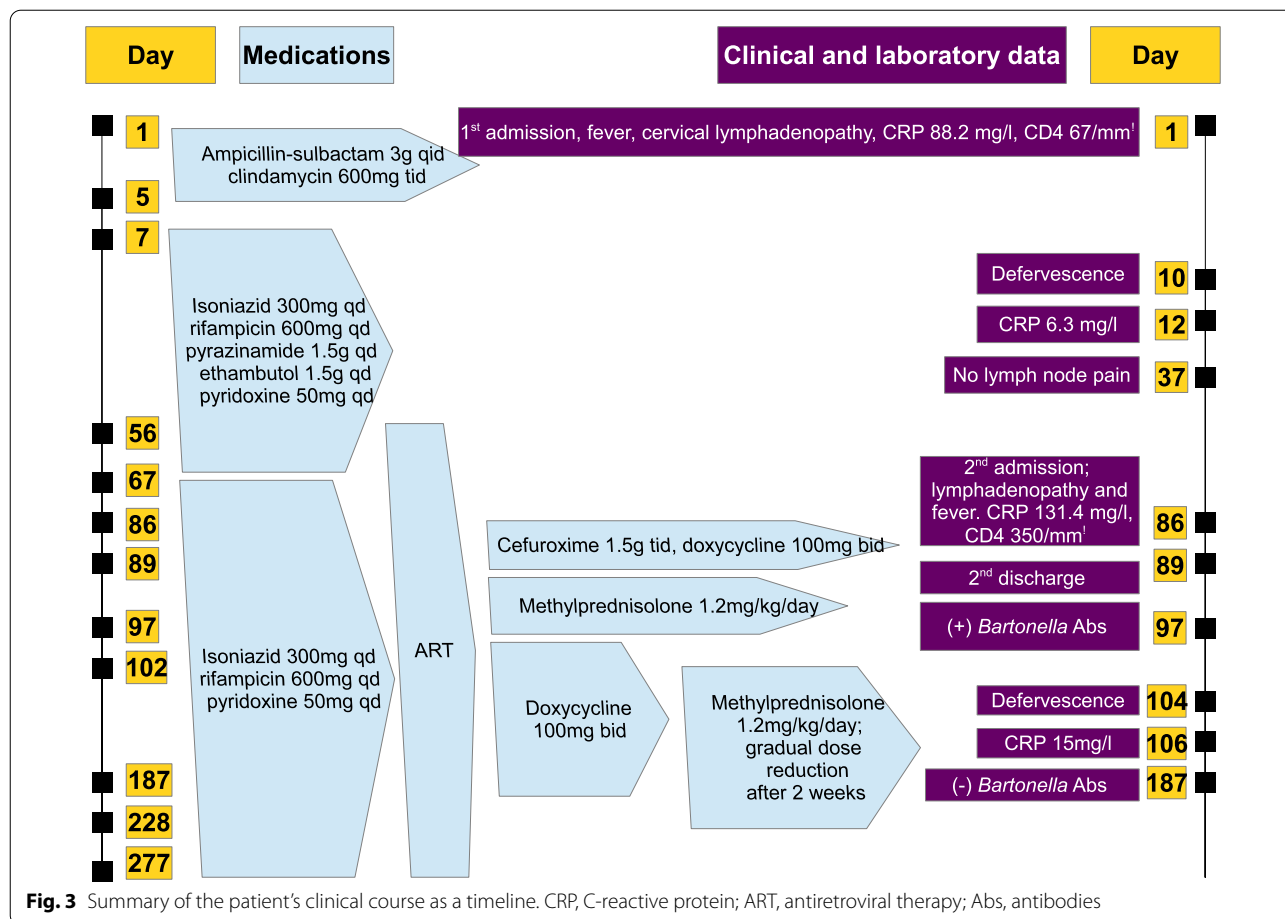 Day
Medications
Clinical and laboratory data
Day
1
1st admission, fever, cervical lymphadenopathy, CRP 88.2 mg/l, CD4 67/mm!
1
Ampicillin-sulbactam 3g qid
clindamycin 600mg tid
5
7
Isoniazid 300mg qd
rifampicin 600mg qd
pyrazinamide 1.5g qd
ethambutol 1.5g qd
pyridoxine 50mg qd
Defervescence
10
CRP 6.3 mg/l
12
No lymph node pain
37
56
67
86
89
97
102
187
228
277
Isoniazid 300mg qd
rifampicin 600mg qd
pyridoxine 50mg qd
ART
Cefuroxime 1.5g tid, doxycycline 100mg bid
Methylprednisolone 1.2mg/kg/day
Doxycycline
100mg bid
Methylprednisolone
1.2mg/kg/day;
gradual dose
reduction
after 2 weeks
2nd admission;
lymphadenopathy and
fever. CRP 131.4 mg/l,
CD4 350/mm!
86
2nd discharge
89
(+) Bartonella Abs
97
Defervescence
104
CRP 15mg/l
106
(-) Bartonella Abs
187
Fig. 3 Summary of the patient's clinical course as a timeline. CRP, C-reactive protein; ART, antiretroviral therapy; Abs, antibodies